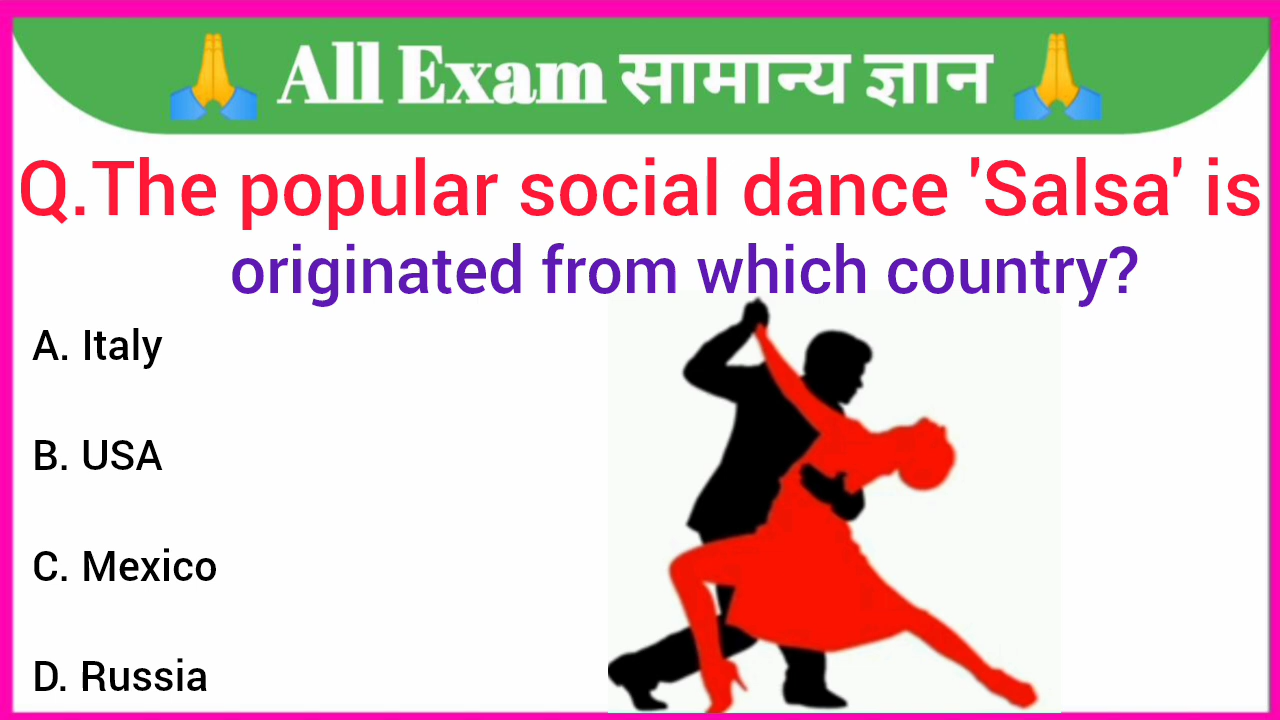 🙏 All Exam सामान्य ज्ञान 🙏
Q.The popular social dance 'Salsa' is
originated from which country?
A. Italy
B. USA
C. Mexico
D. Russia